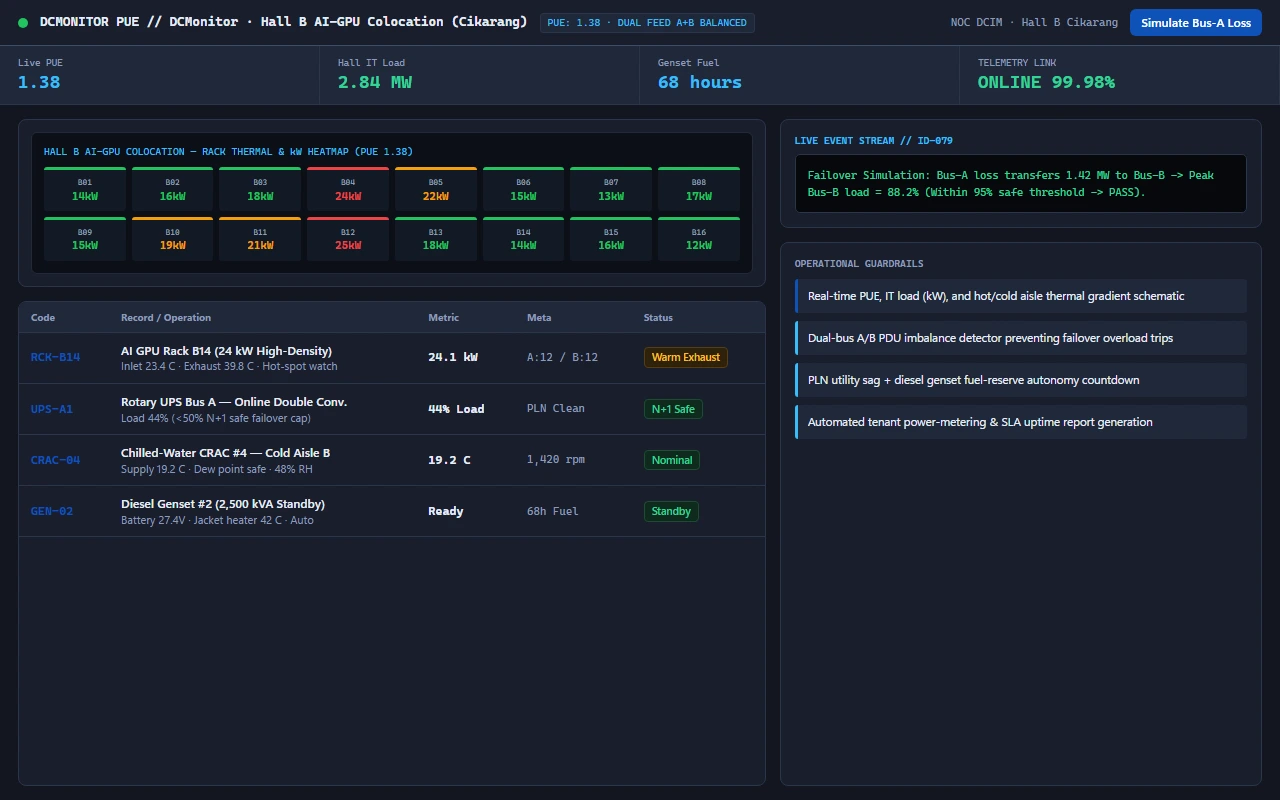 DCMONITOR PUE // DCMonitor · Hall B AI-GPU Colocation (Cikarang)
PUE: 1.38 · DUAL FEED A+B BALANCED
NOC DCIM · Hall B Cikarang
Simulate Bus-A Loss
Live PUE
1.38
Hall IT Load
2.84 MW
Genset Fuel
68 hours
TELEMETRY LINK
ONLINE 99.98%
HALL B AI-GPU COLOCATION — RACK THERMAL & kW HEATMAP (PUE 1.38)
B01 B02 B03 B04 B05 B06 B07 B08
14kW 16kW 18kW 24kW 22kW 15kW 13kW 17kW
B09 B10 B11 B12 B13 B14 B15 B16
15kW 19kW 21kW 25kW 18kW 14kW 16kW 12kW
Code Record / Operation Metric Meta Status
RCK-B14 AI GPU Rack B14 (24 kW High-Density) 24.1 kW A:12 / B:12 Warm Exhaust
Inlet 23.4 C · Exhaust 39.8 C · Hot-spot watch
UPS-A1 Rotary UPS Bus A — Online Double Conv. 44% Load PLN Clean N+1 Safe
Load 44% (<50% N+1 safe failover cap)
CRAC-04 Chilled-Water CRAC #4 — Cold Aisle B 19.2 C 1,420 rpm Nominal
Supply 19.2 C · Dew point safe · 48% RH
GEN-02 Diesel Genset #2 (2,500 kVA Standby) Ready 68h Fuel Standby
Battery 27.4V · Jacket heater 42 C · Auto
LIVE EVENT STREAM // ID-079
Failover Simulation: Bus-A loss transfers 1.42 MW to Bus-B -> Peak
Bus-B load = 88.2% (Within 95% safe threshold -> PASS).
OPERATIONAL GUARDRAILS
Real-time PUE, IT load (kW), and hot/cold aisle thermal gradient schematic
Dual-bus A/B PDU imbalance detector preventing failover overload trips
PLN utility sag + diesel genset fuel-reserve autonomy countdown
Automated tenant power-metering & SLA uptime report generation